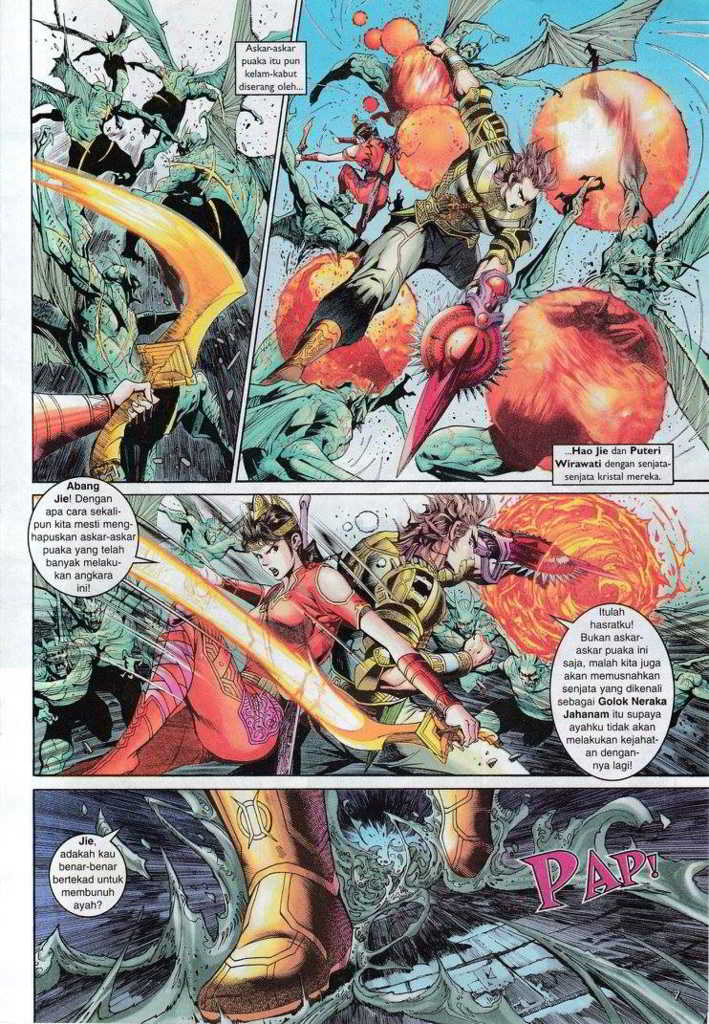 Askar-askar
puaka itu pun
kelam-kabut
diserang oleh...
...Hao Jie dan Puteri
Wirawati dengan senjata-
senjata kristal mereka.
Abang
Jie! Dengan
apa cara sekali-
pun kita mesti meng-
hapuskan askar-askar
puaka yang telah
banyak melaku-
kan angkara
ini!
Itulah
hasratku!
Bukan askar-
askar puaka ini
saja, malah kita juga
akan memusnahkan
senjata yang dikenali
sebagai Golok Neraka
Jahanam itu supaya
ayahku tidak akan
melakukan kejahat-
an dengan-
nya lagi!
Jie,
adakah kau
benar-benar
bertekad untuk
membunuh
ayah?
PAP!
7